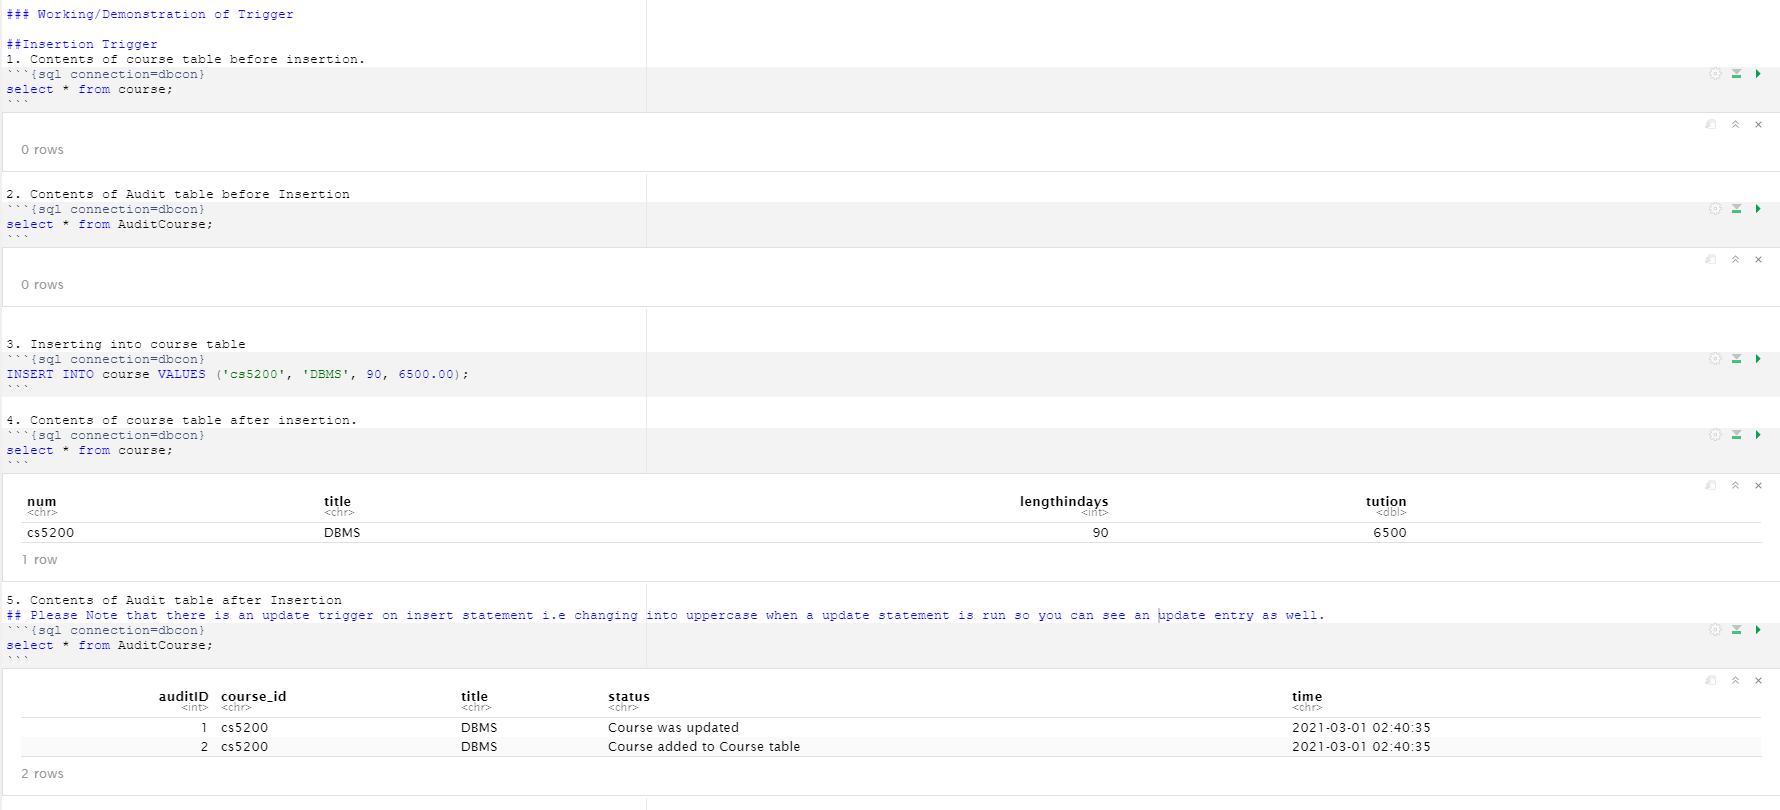 ### Working/Demonstration of Trigger
##Insertion Trigger
1. Contents of course table before insertion.
```{sql connection=dbcon}
select * from course;
```
0 rows
2. Contents of Audit table before Insertion
```{sql connection=dbcon}
select * from AuditCourse;
```
0 rows
3. Inserting into course table
```{sql connection=dbcon}
INSERT INTO course VALUES ('cs5200', 'DBMS', 90, 6500.00);
```
4. Contents of course table after insertion.
```{sql connection=dbcon}
select * from course;
```
num title lengthindays tution
<chr> <chr> <int> <dbl>
cs5200 DBMS 90 6500
1 row
5. Contents of Audit table after Insertion
## Please Note that there is an update trigger on insert statement i.e changing into uppercase when a update statement is run so you can see an update entry as well.
```{sql connection=dbcon}
select * from AuditCourse;
```
auditID course_id title status time
<int> <chr> <chr> <chr> <chr>
1 cs5200 DBMS Course was updated 2021-03-01 02:40:35
2 cs5200 DBMS Course added to Course table 2021-03-01 02:40:35
2 rows